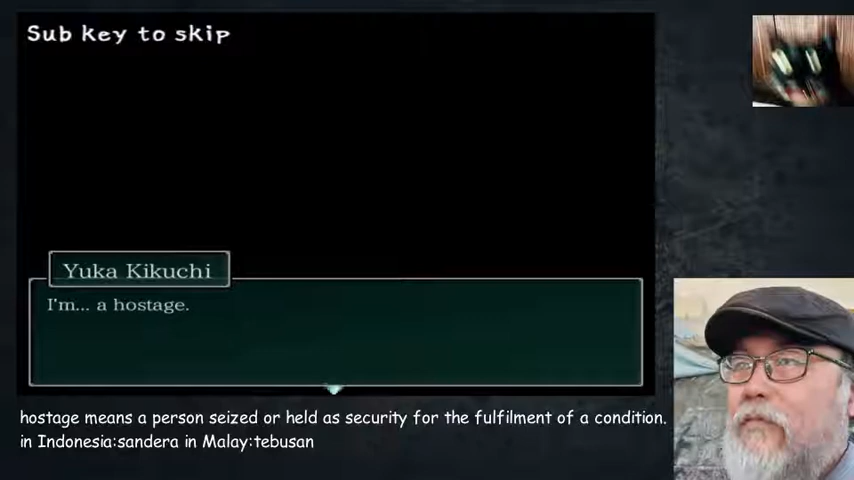 Sub key to skip
Yuka Kikuchi
I'm... a hostage.
hostage means a person seized or held as security for the fulfilment of a condition.
in Indonesia:sandera in Malay:tebusan